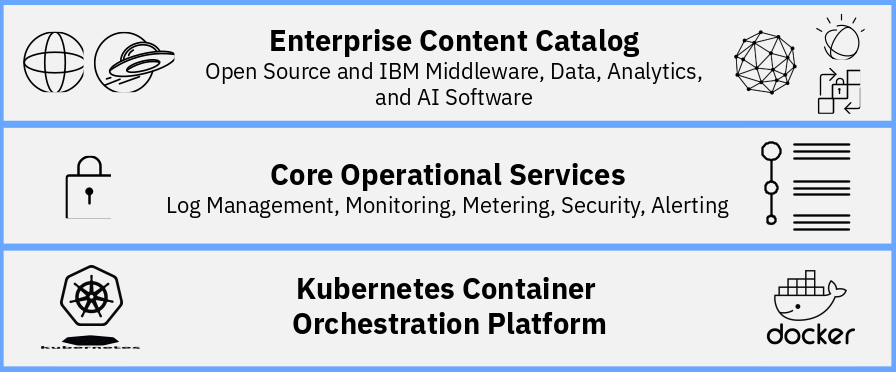 Enterprise Content Catalog
Open Source and IBM Middleware, Data, Analytics,
and AI Software
Core Operational Services
Log Management, Monitoring, Metering, Security, Alerting
Kubernetes Container
Orchestration Platform
kubernetes
docker